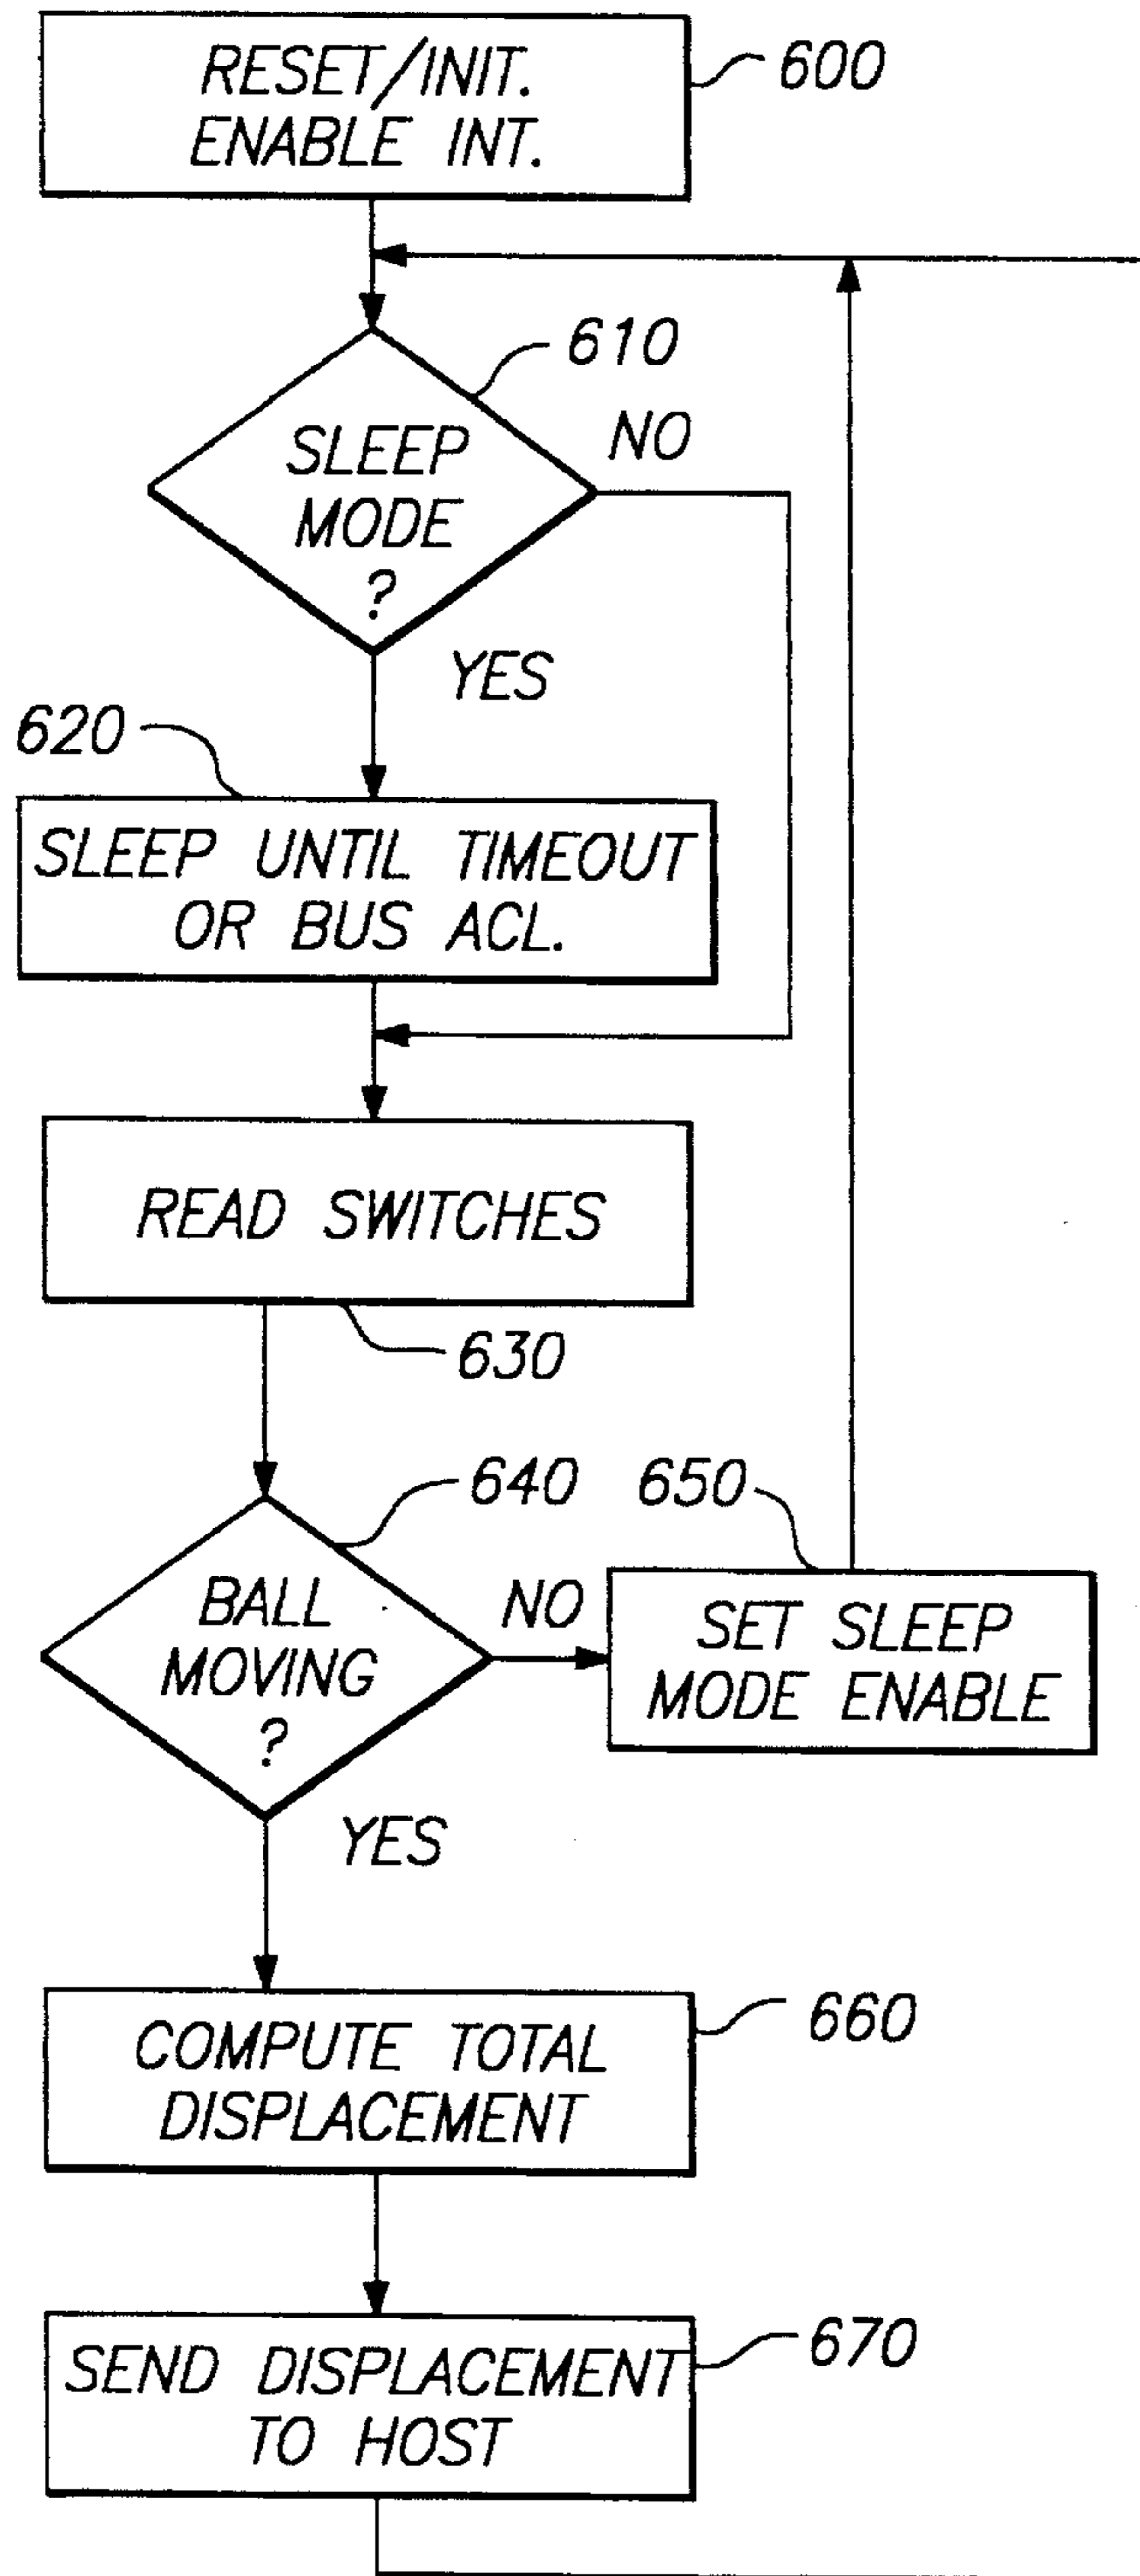 RESET/INIT.
ENABLE INT.
600
610
SLEEP
MODE
?
NO
YES
620
SLEEP UNTIL TIMEOUT
OR BUS ACL.
READ SWITCHES
630
640
BALL
MOVING
?
NO
650
SET SLEEP
MODE ENABLE
YES
COMPUTE TOTAL
DISPLACEMENT
660
SEND DISPLACEMENT
TO HOST
670